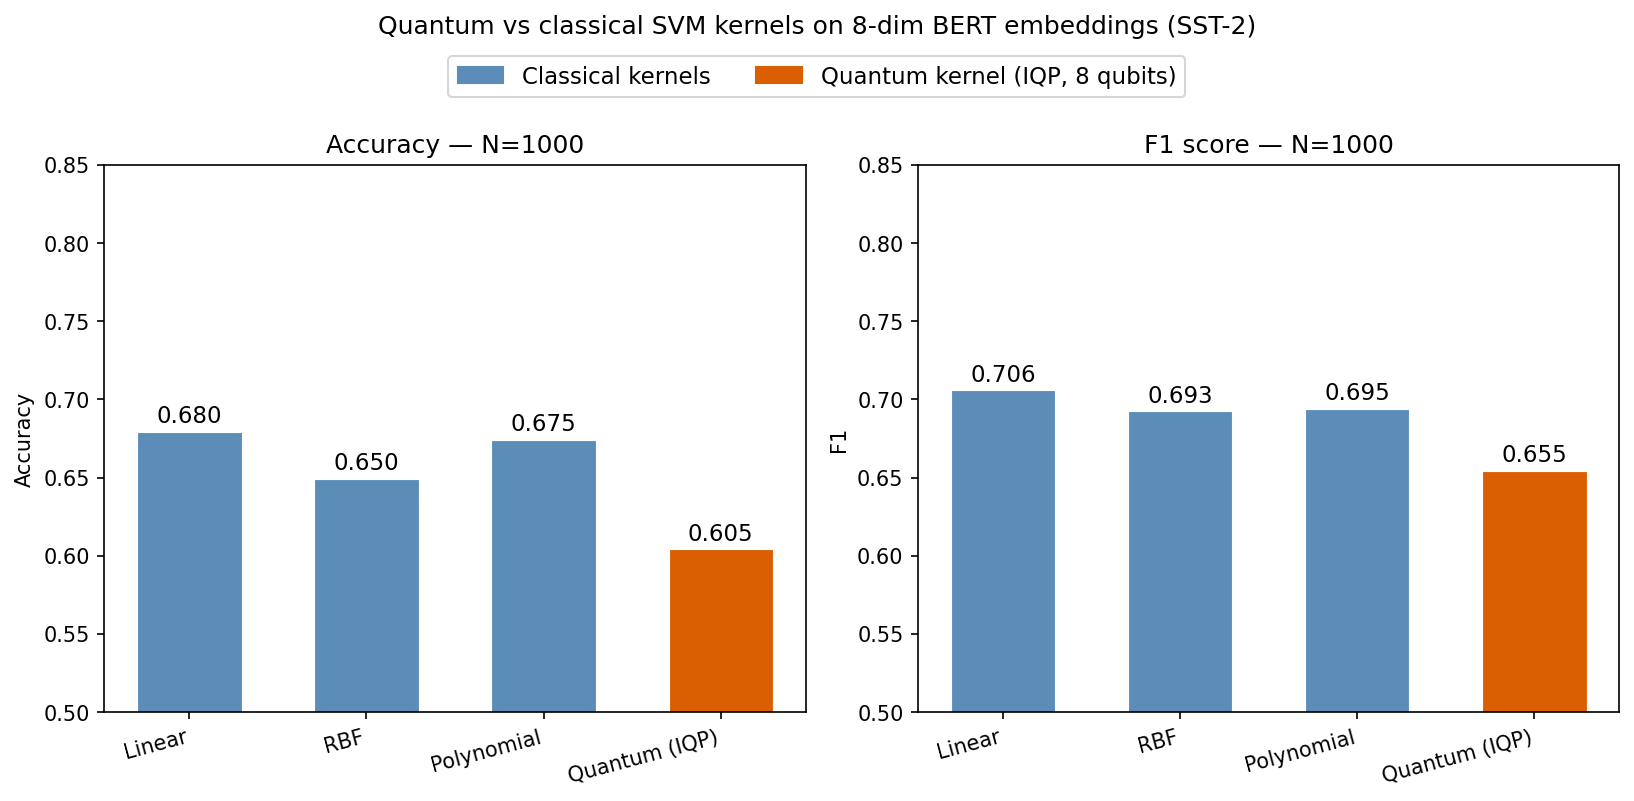 Quantum vs classical SVM kernels on 8-dim BERT embeddings (SST-2)
Classical kernels
Quantum kernel (IQP, 8 qubits)
Accuracy — N=1000
0.85
0.80
0.75
0.70
0.65
0.60
0.55
0.50
Accuracy
0.680
0.650
0.675
0.605
Linear
RBF
Polynomial
Quantum (IQP)
F1 score — N=1000
0.85
0.80
0.75
0.70
0.65
0.60
0.55
0.50
F1
0.706
0.693
0.695
0.655
Linear
RBF
Polynomial
Quantum (IQP)